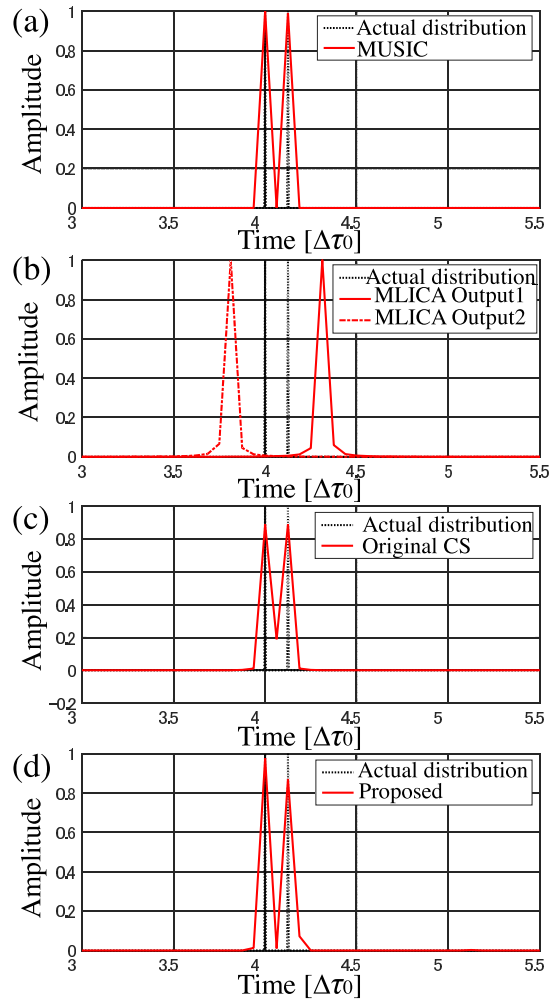 (a)
Amplitude
1
0.8
0.6
0.4
0.2
0
Actual distribution
MUSIC
3 3.5 4 4.5 5 5.5
Time [Δτ0]
(b)
Amplitude
1
0.8
0.6
0.4
0.2
0
Actual distribution
MLICA Output1
MLICA Output2
3 3.5 4 4.5 5 5.5
Time [Δτ0]
(c)
Amplitude
1
0.8
0.6
0.4
0.2
0
−0.2
Actual distribution
Original CS
3 3.5 4 4.5 5 5.5
Time [Δτ0]
(d)
Amplitude
1
0.8
0.6
0.4
0.2
0
Actual distribution
Proposed
3 3.5 4 4.5 5 5.5
Time [Δτ0]